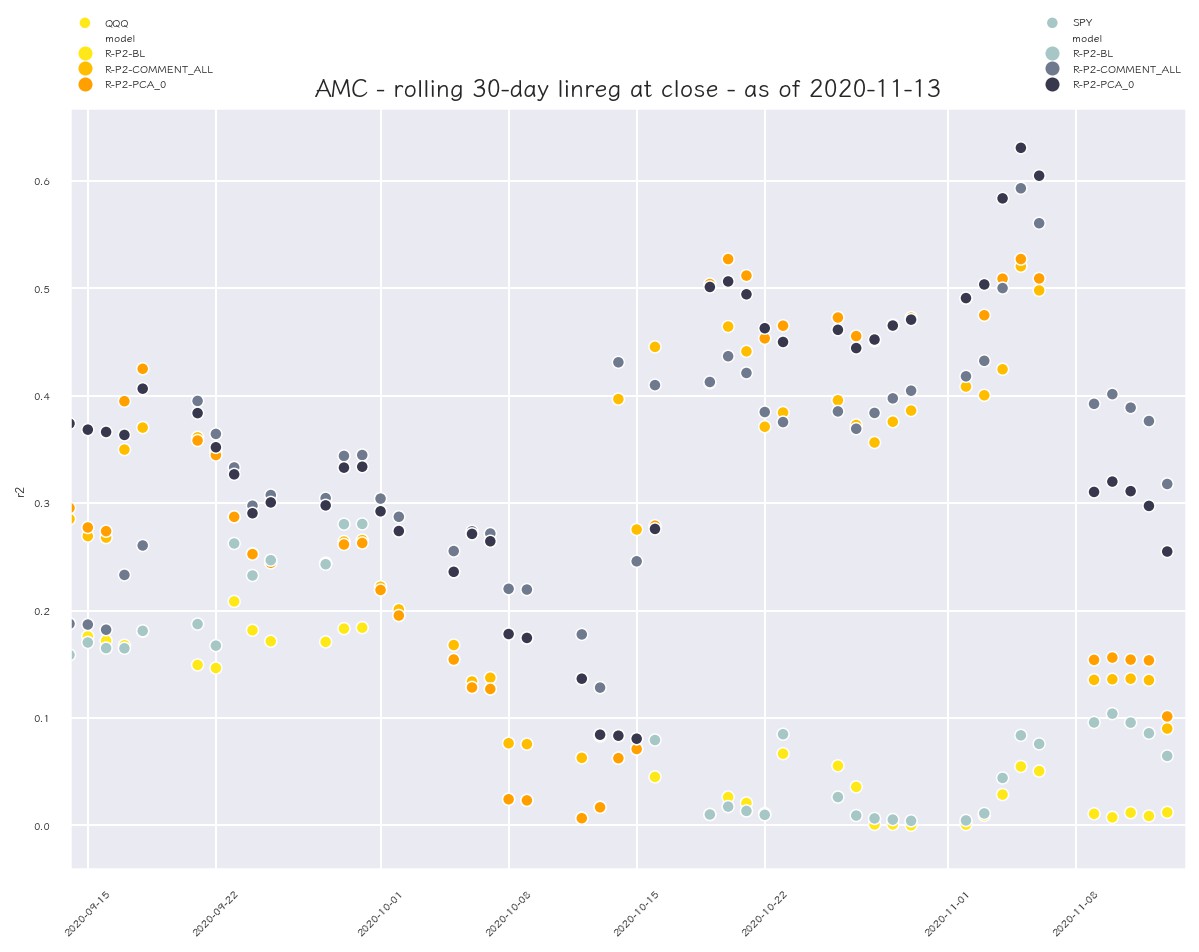 QQQ
model
R-P2-BL
R-P2-COMMENT_ALL
R-P2-PCA_0
SPY
model
R-P2-BL
R-P2-COMMENT_ALL
R-P2-PCA_0
AMC - rolling 30-day linreg at close - as of 2020-11-13
r2
0.6
0.5
0.4
0.3
0.2
0.1
0.0
2020-09-15
2020-09-22
2020-10-01
2020-10-08
2020-10-15
2020-10-22
2020-11-01
2020-11-08